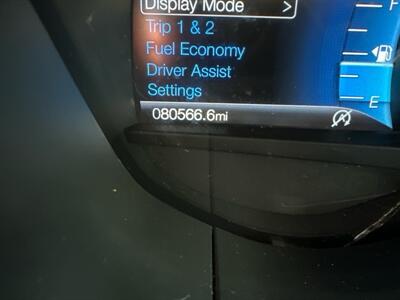 Display Mode >
F
Trip 1 & 2
Fuel Economy
Driver Assist
Settings
E
080566.6mi
A